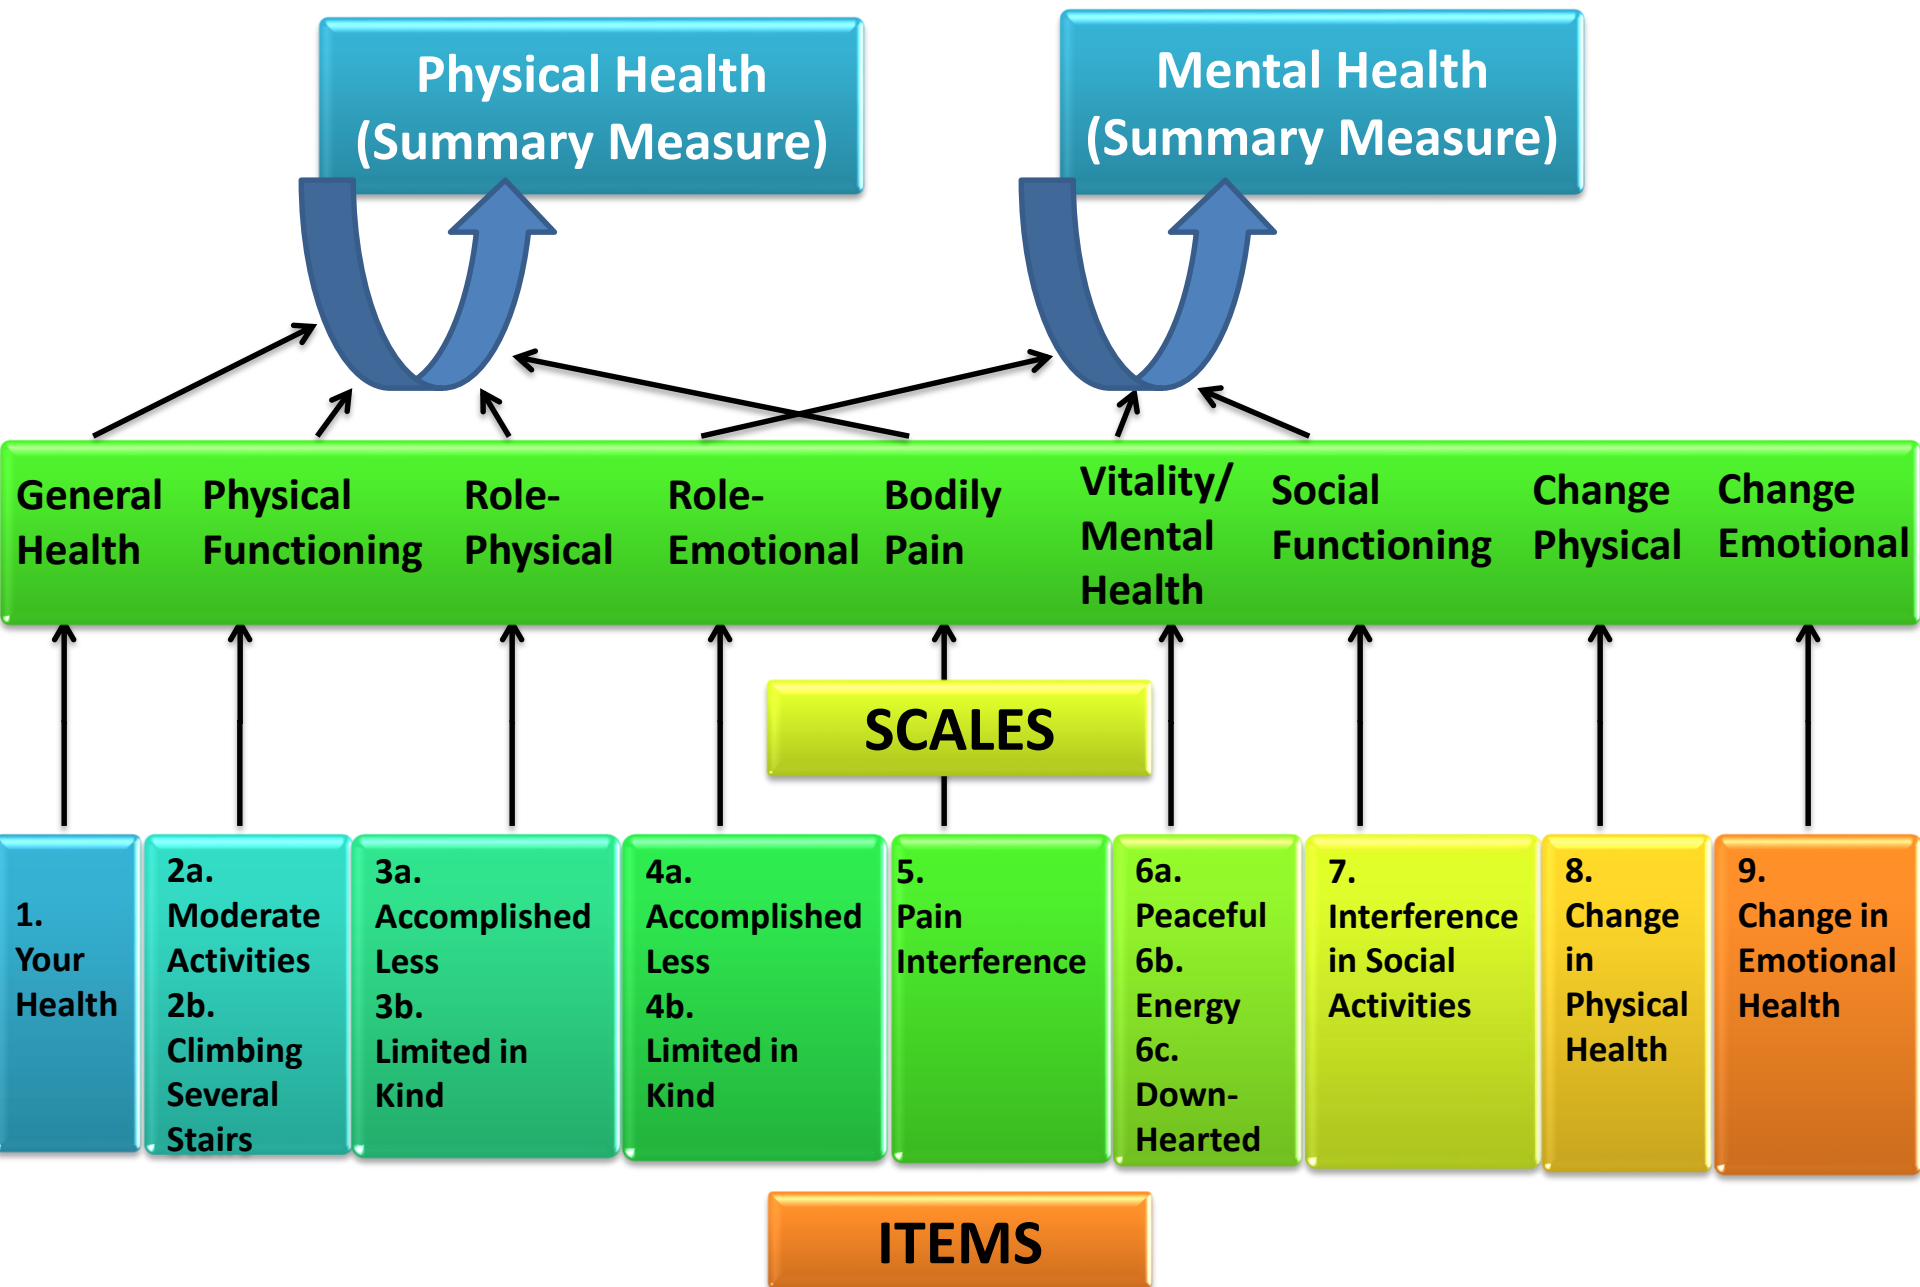 Physical Health
(Summary Measure)
Mental Health
(Summary Measure)
General
Health
Physical
Functioning
Role-
Physical
Role-
Emotional
Bodily
Pain
Vitality/
Mental
Health
Social
Functioning
Change
Physical
Change
Emotional
SCALES
1.
Your
Health
2a.
Moderate
Activities
2b.
Climbing
Several
Stairs
3a.
Accomplished
Less
3b.
Limited in
Kind
4a.
Accomplished
Less
4b.
Limited in
Kind
5.
Pain
Interference
6a.
Peaceful
6b.
Energy
6c.
Down-
Hearted
7.
Interference
in Social
Activities
8.
Change
in
Physical
Health
9.
Change in
Emotional
Health
ITEMS